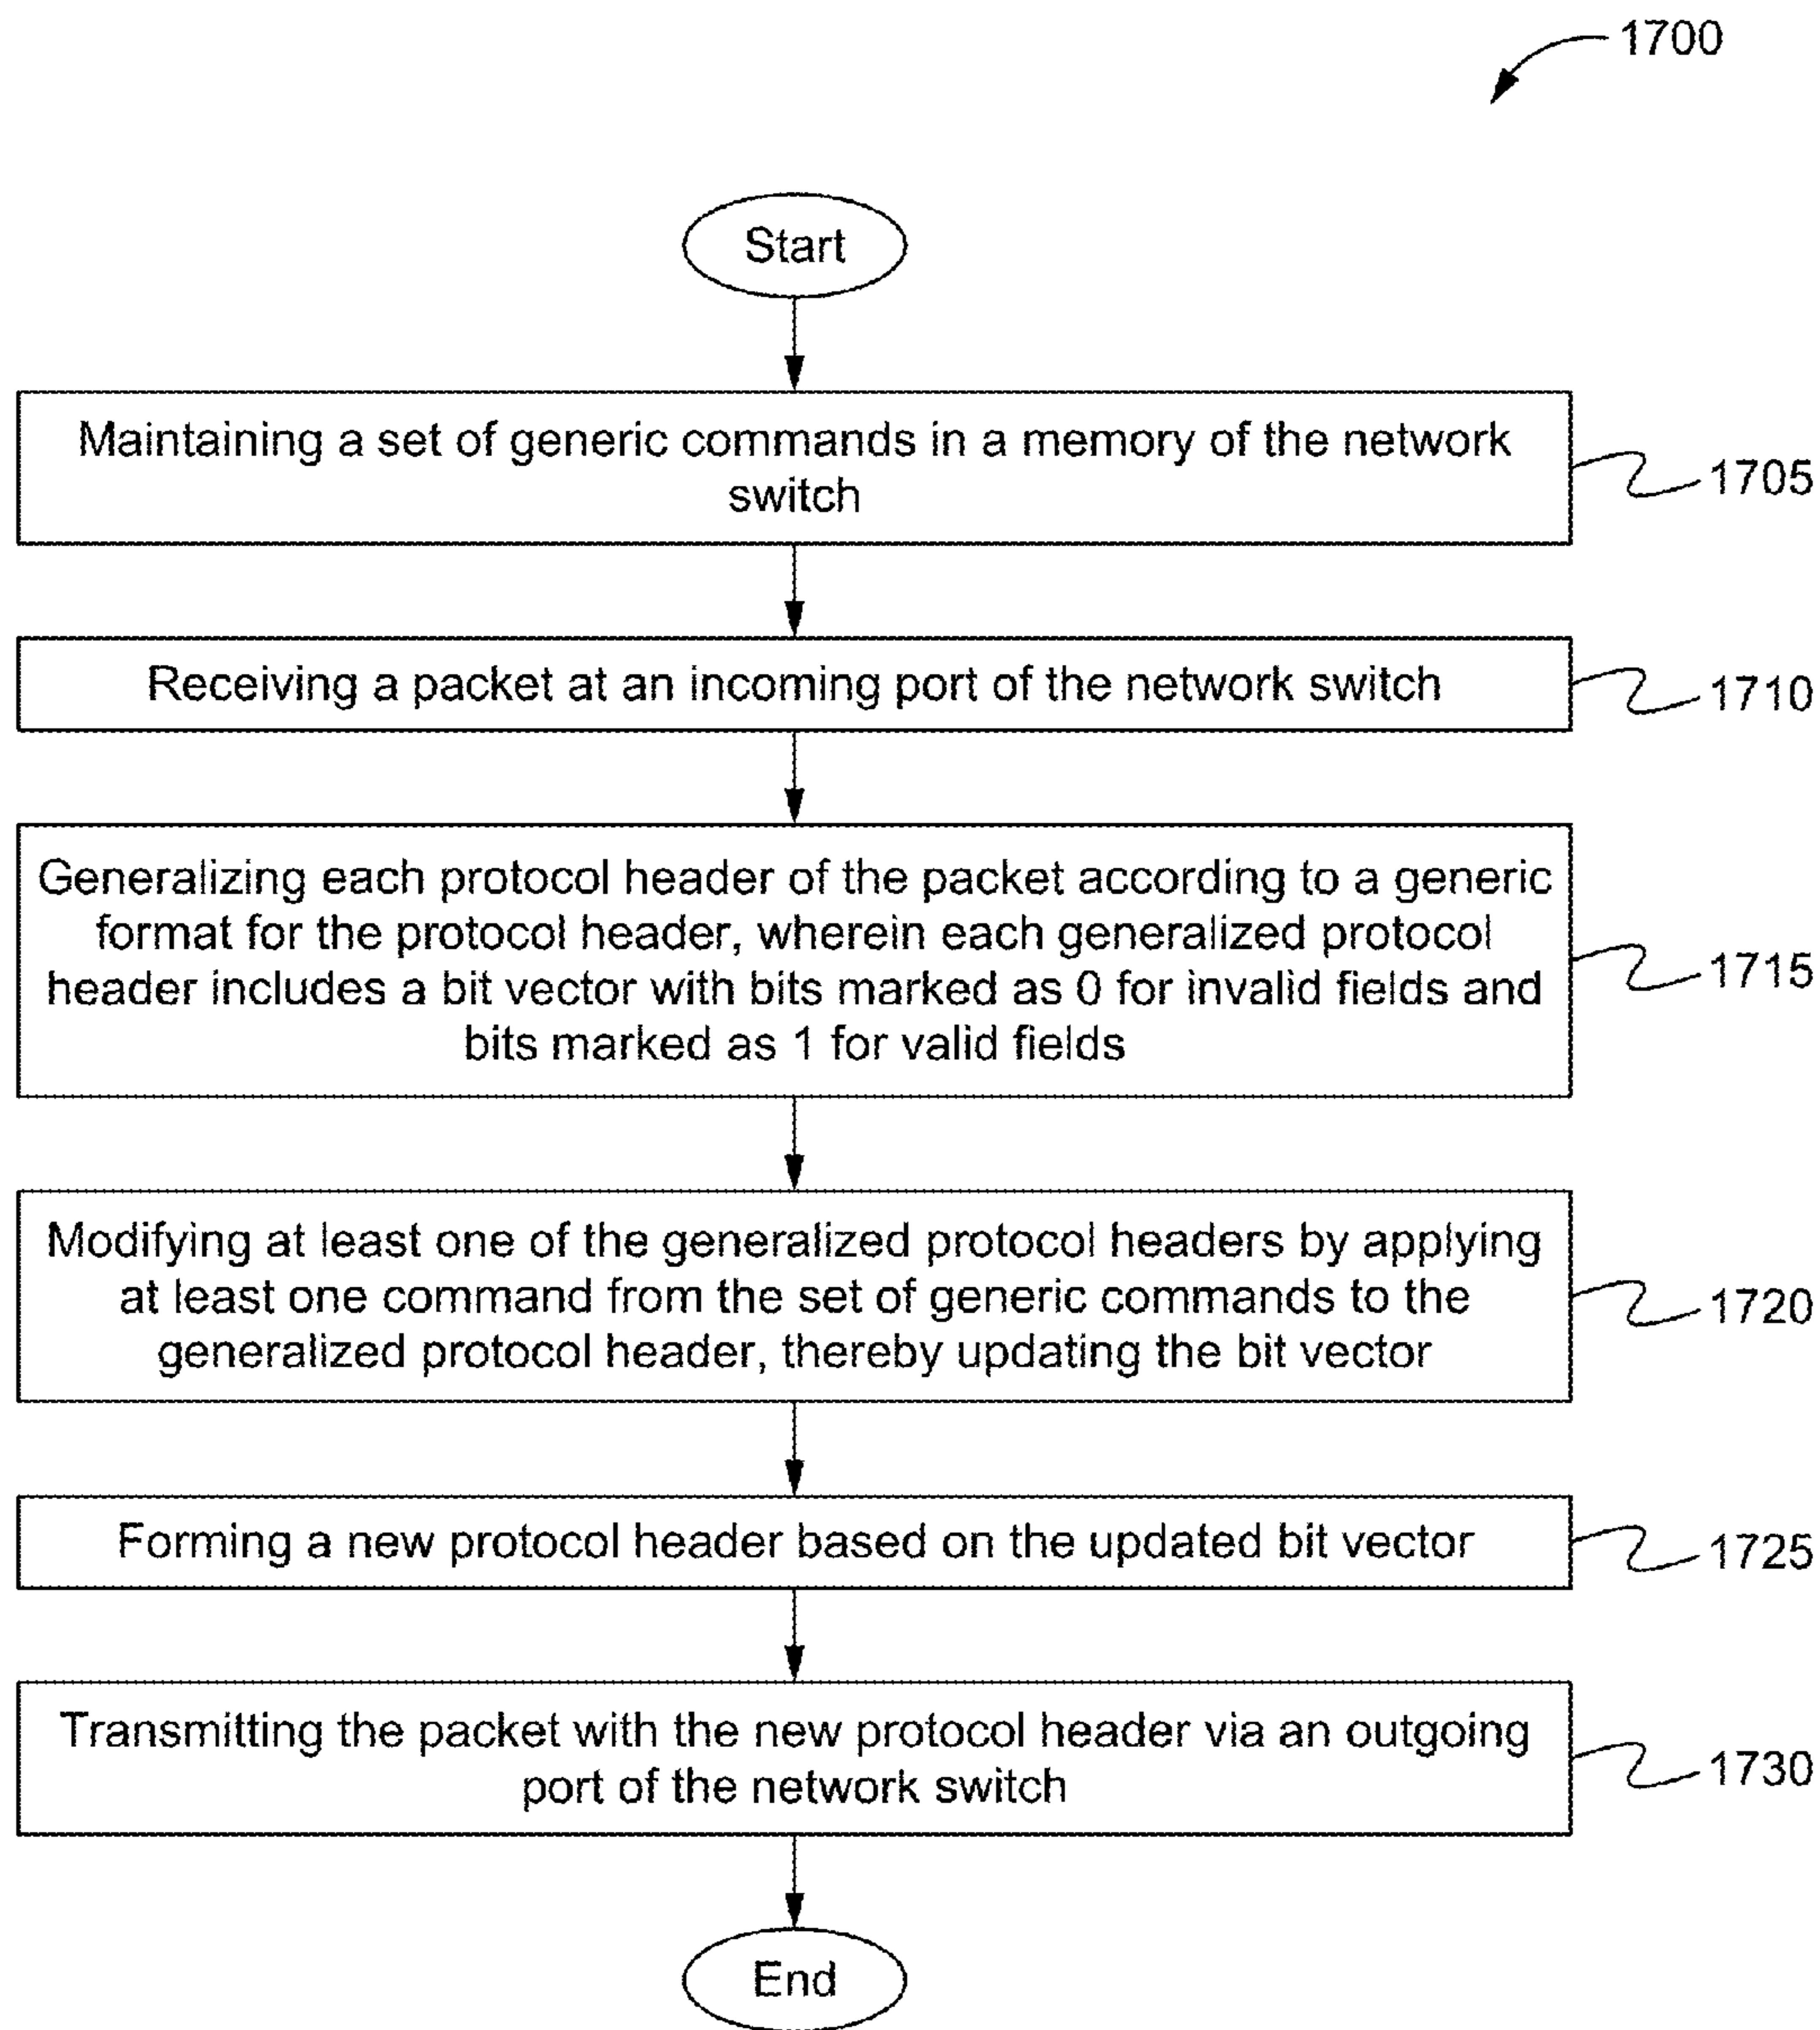 1700
Start
Maintaining a set of generic commands in a memory of the network
switch
1705
Receiving a packet at an incoming port of the network switch
1710
Generalizing each protocol header of the packet according to a generic
format for the protocol header, wherein each generalized protocol
header includes a bit vector with bits marked as 0 for invalid fields and
bits marked as 1 for valid fields
1715
Modifying at least one of the generalized protocol headers by applying
at least one command from the set of generic commands to the
generalized protocol header, thereby updating the bit vector
1720
Forming a new protocol header based on the updated bit vector
1725
Transmitting the packet with the new protocol header via an outgoing
port of the network switch
1730
End